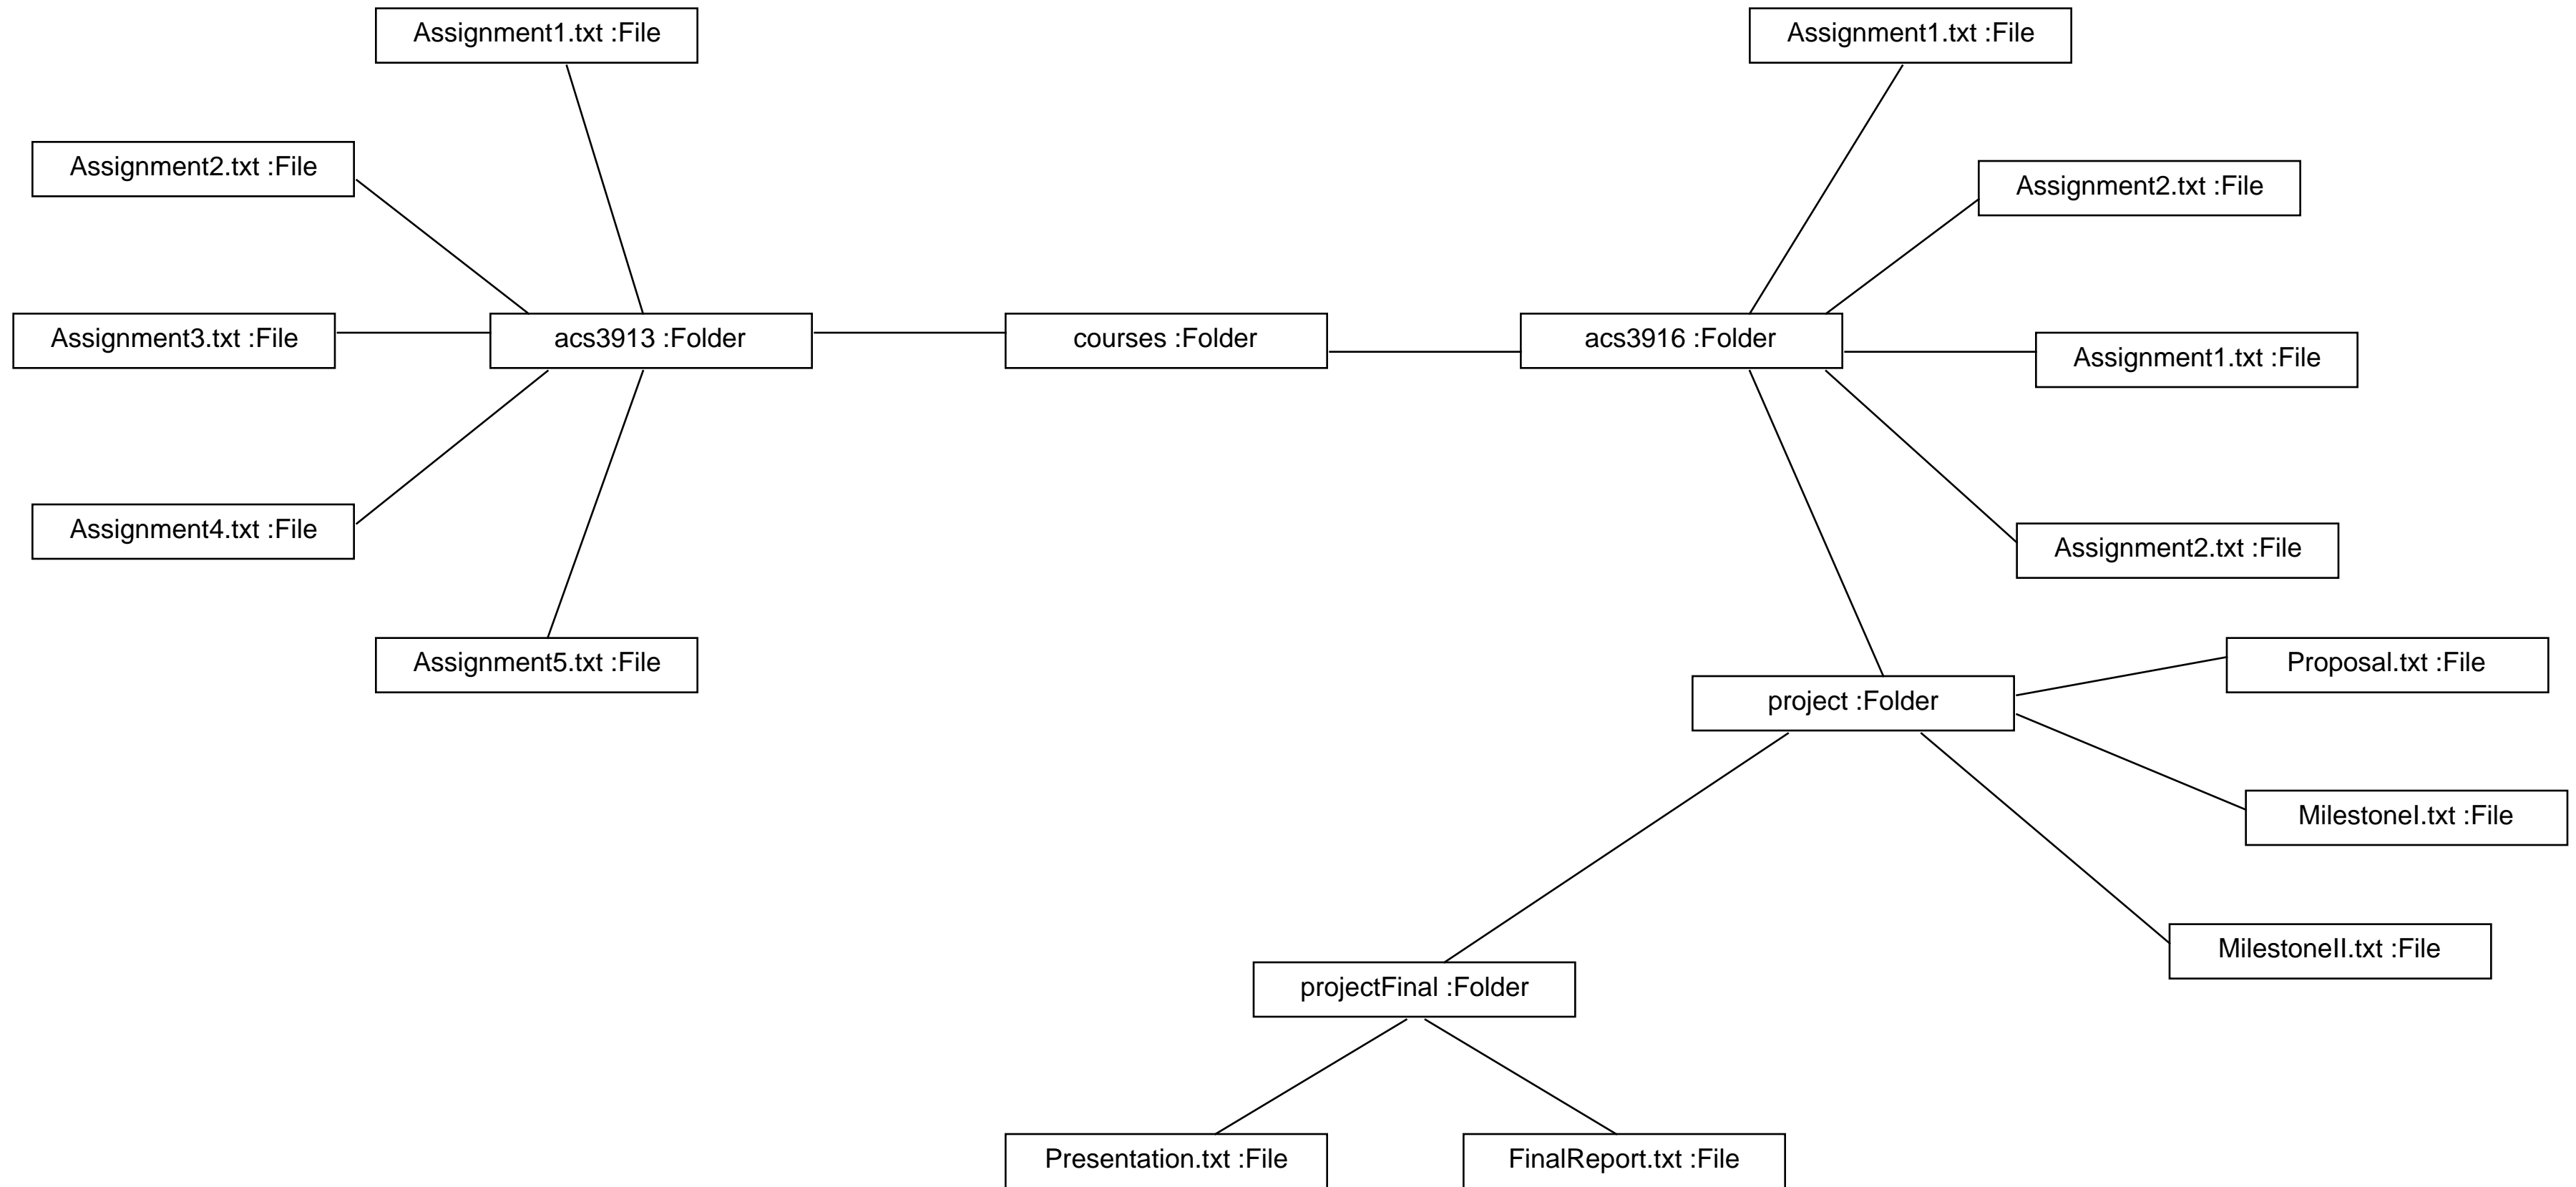 Assignment1.txt :File
Assignment1.txt :File
Assignment2.txt :File
Assignment2.txt :File
Assignment3.txt :File
acs3913 :Folder
courses :Folder
acs3916 :Folder
Assignment1.txt :File
Assignment4.txt :File
Assignment2.txt :File
Assignment5.txt :File
Proposal.txt :File
project :Folder
MilestoneI.txt :File
MilestoneII.txt :File
projectFinal :Folder
Presentation.txt :File
FinalReport.txt :File